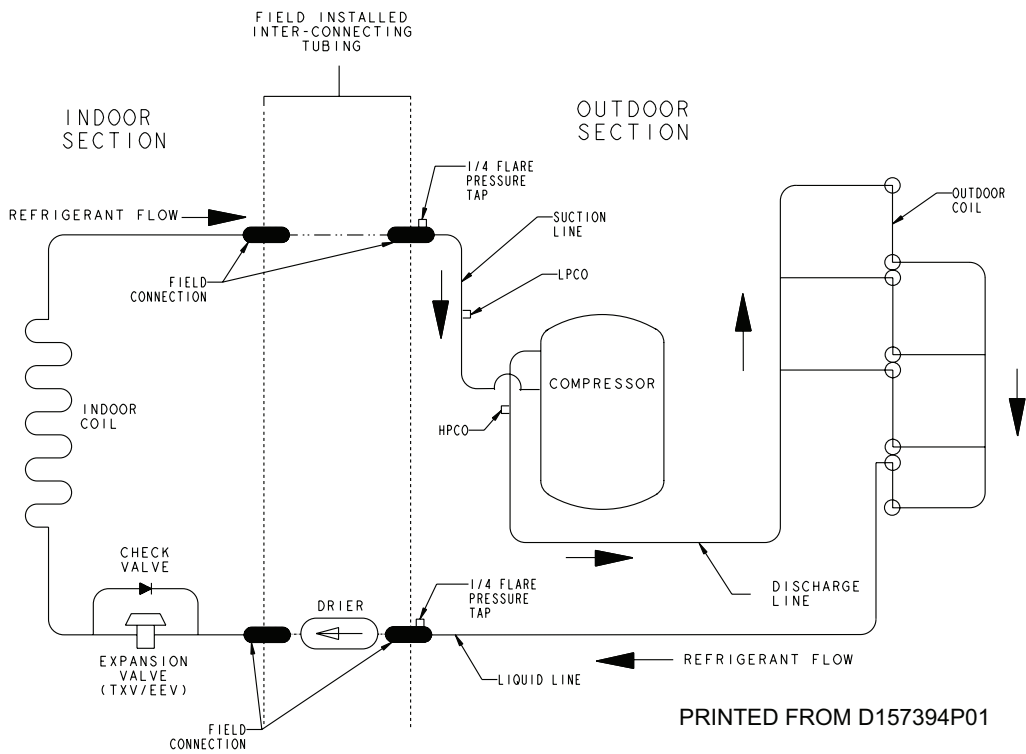 FIELD INSTALLED
INTER-CONNECTING
TUBING
INDOOR
SECTION
OUTDOOR
SECTION
1/4 FLARE
PRESSURE
TAP
OUTDOOR
COIL
REFRIGERANT FLOW
SUCTION
LINE
FIELD
CONNECTION
LPCO
COMPRESSOR
INDOOR
COIL
HPCO
CHECK
VALVE
1/4 FLARE
PRESSURE
TAP
DISCHARGE
LINE
DRIER
EXPANSION
VALVE
(TXV/EEV)
LIQUID LINE
REFRIGERANT FLOW
FIELD
CONNECTION
PRINTED FROM D157394P01